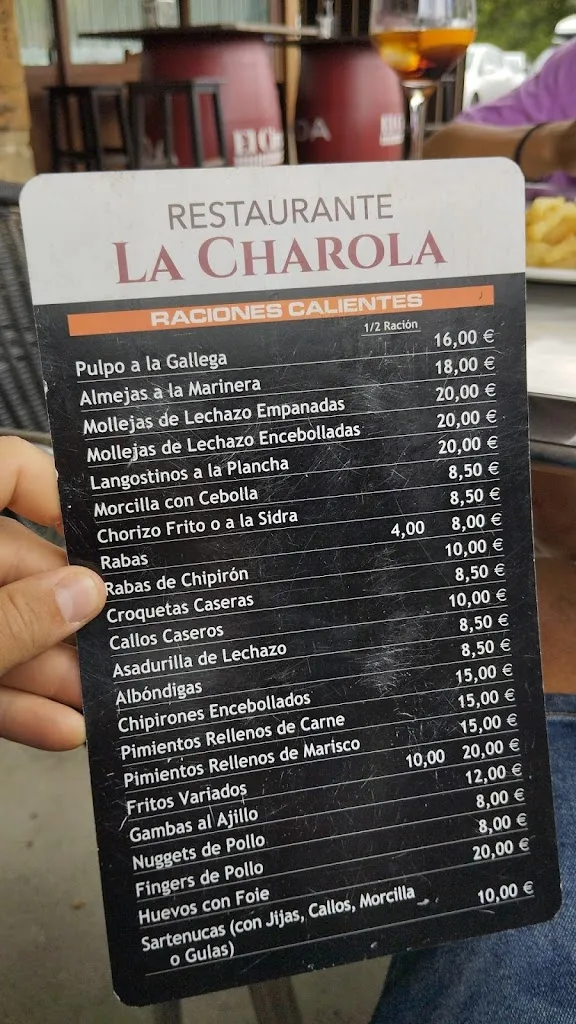 RESTAURANTE
LA CHAROLA
RACIONES CALIENTES
1/2 Ración
Pulpo a la Gallega 16,00 €
Almejas a la Marinera 18,00 €
Mollejas de Lechazo Empanadas 20,00 €
Mollejas de Lechazo Encebolladas 20,00 €
Langostinos a la Plancha 20,00 €
Morcilla con Cebolla 8,50 €
Chorizo Frito o a la Sidra 8,50 €
Rabas 4,00 8,00 €
Rabas de Chipirón 10,00 €
Croquetas Caseras 8,50 €
Callos Caseros 10,00 €
Asadurilla de Lechazo 8,50 €
Albóndigas 8,50 €
Chipirones Encebollados 15,00 €
Pimientos Rellenos de Carne 15,00 €
Pimientos Rellenos de Marisco 15,00 €
Fritos Variados 10,00 20,00 €
Gambas al Ajillo 12,00 €
Nuggets de Pollo 8,00 €
Fingers de Pollo 8,00 €
Huevos con Foie 20,00 €
Sartenucas (con Jijas, Callos, Morcilla 10,00 €
o Gulas)